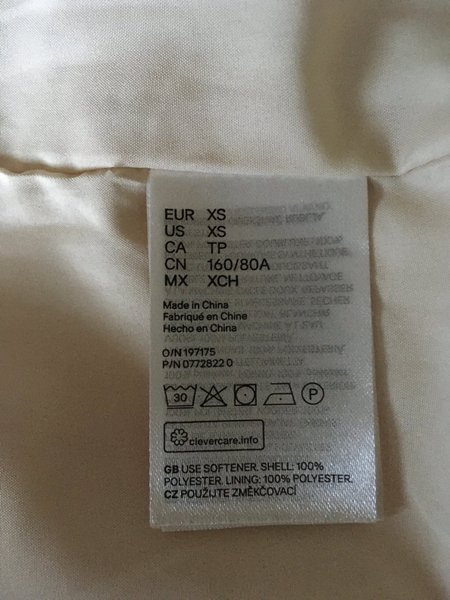 EUR XS
US XS
CA TP
CN 160/80A
MX XCH
Made in China
Fabriqué en Chine
Hecho en China
O/N 197175
P/N 0772822 0
30 P
clevercare.info
GB USE SOFTENER. SHELL: 100%
POLYESTER. LINING: 100% POLYESTER.
CZ POUŽIJTE ZMĚKČOVACÍ